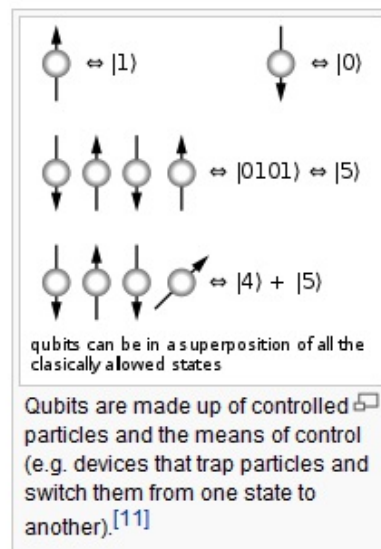 ⇔ |1⟩ ⇔ |0⟩
⇔ |0101⟩ ⇔ |5⟩
⇔ |4⟩ + |5⟩
qubits can be in a superposition of all the
clasically allowed states
Qubits are made up of controlled
particles and the means of control
(e.g. devices that trap particles and
switch them from one state to
another).[11]